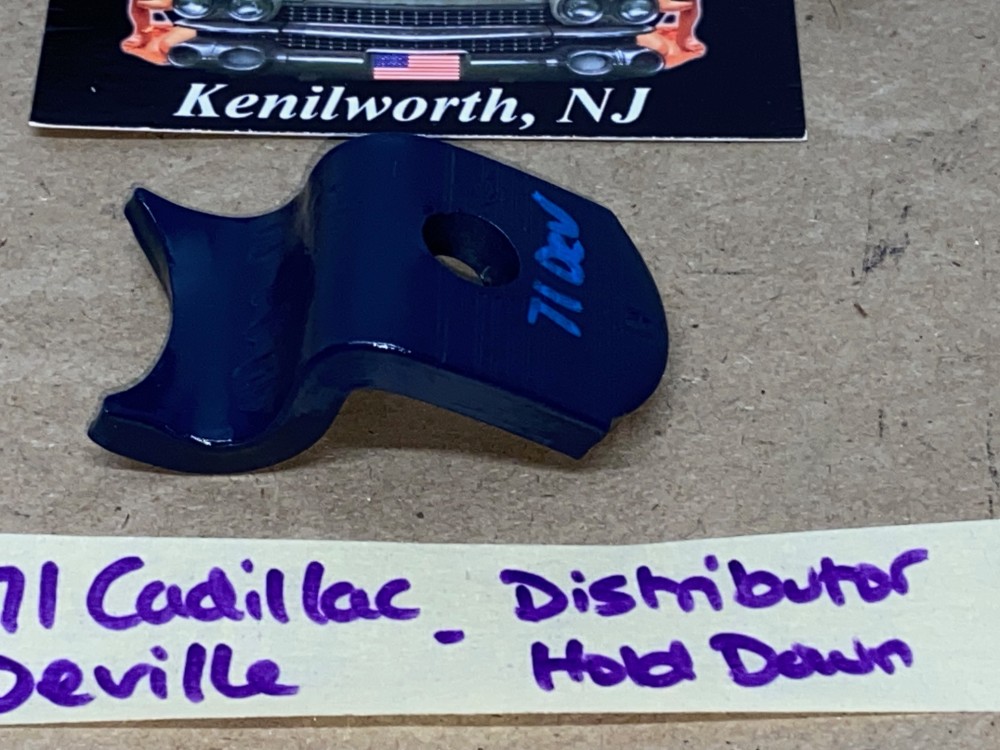 Kenilworth, NJ
71 DEV
71 Cadillac - Distributor
Deville Hold Down